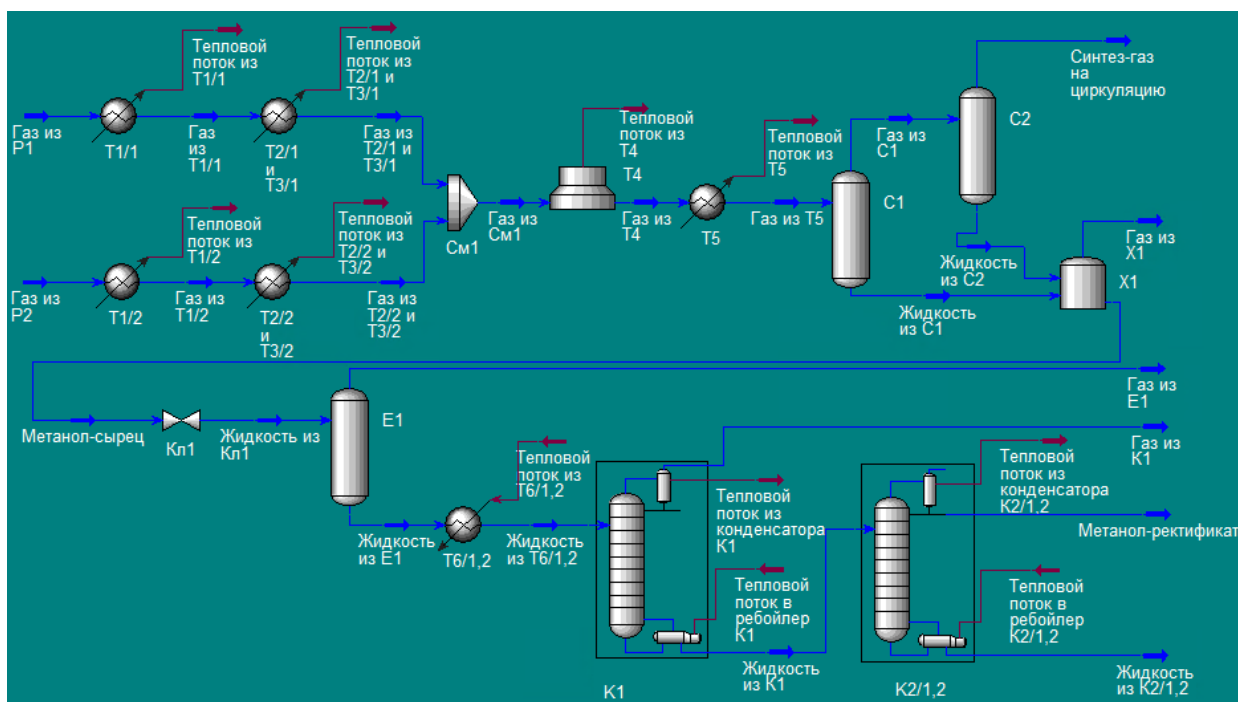 Тепловой
поток из
Т1/1
Тепловой
поток из
Т2/1 и
Т3/1
Синтез-газ
на
циркуляцию
Газ из
Р1
Т1/1
Газ
из
Т1/1
Т2/1
и
Т3/1
Газ из
Т2/1 и
Т3/1
Тепловой
поток из
Т4
Т4
Тепловой
поток из
Т5
Газ из
С1
С2
Тепловой
поток из
Т1/2
Тепловой
поток из
Т2/2 и
Т3/2
См1
Газ из
См1
Газ из
Т4
Т5
Газ из Т5
С1
Газ из
Р2
Т1/2
Газ из
Т1/2
Т2/2
и
Т3/2
Газ из
Т2/2 и
Т3/2
Жидкость
из С2
Газ из
Х1
Х1
Жидкость
из С1
Метанол-сырец
Кл1
Жидкость из
Кл1
Е1
Газ из
Е1
Газ из
К1
Тепловой
поток из
Т6/1,2
Жидкость
из Е1
Т6/1,2
Жидкость
из Т6/1,2
Тепловой
поток из
конденсатора
К1
Тепловой
поток из
конденсатора
К2/1,2
Метанол-ректификат
Тепловой
поток в
ребойлер
К1
Тепловой
поток в
ребойлер
К2/1,2
К1
Жидкость
из К1
К2/1,2
Жидкость
из К2/1,2